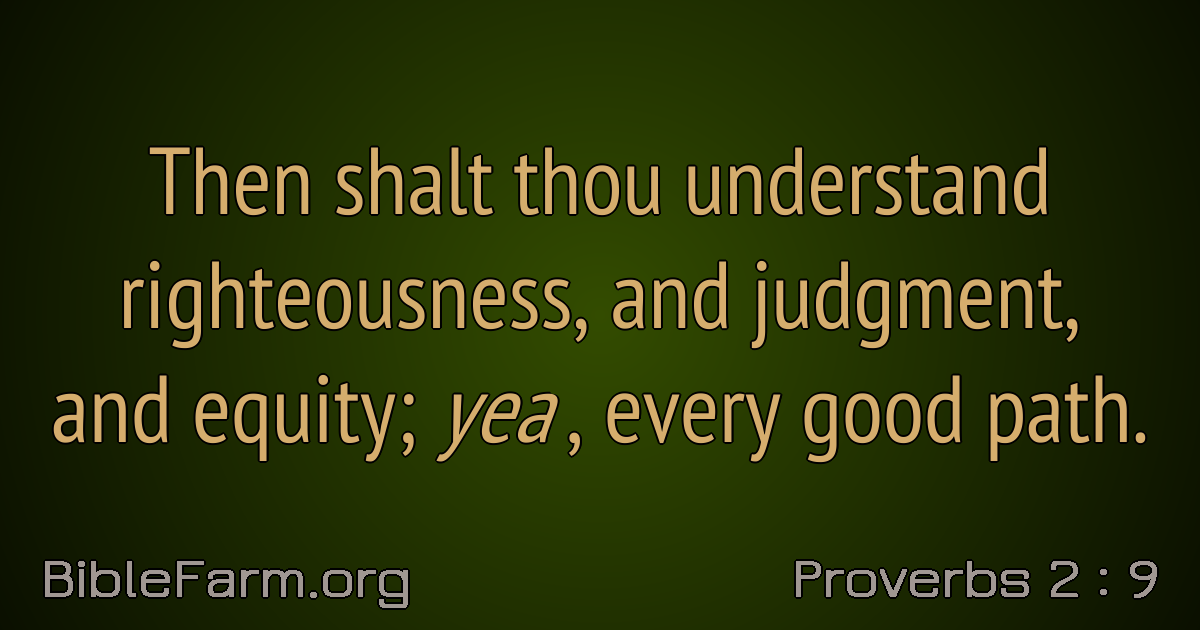 Then shalt thou understand
righteousness, and judgment,
and equity; yea , every good path.
BibleFarm.org
Proverbs 2 : 9